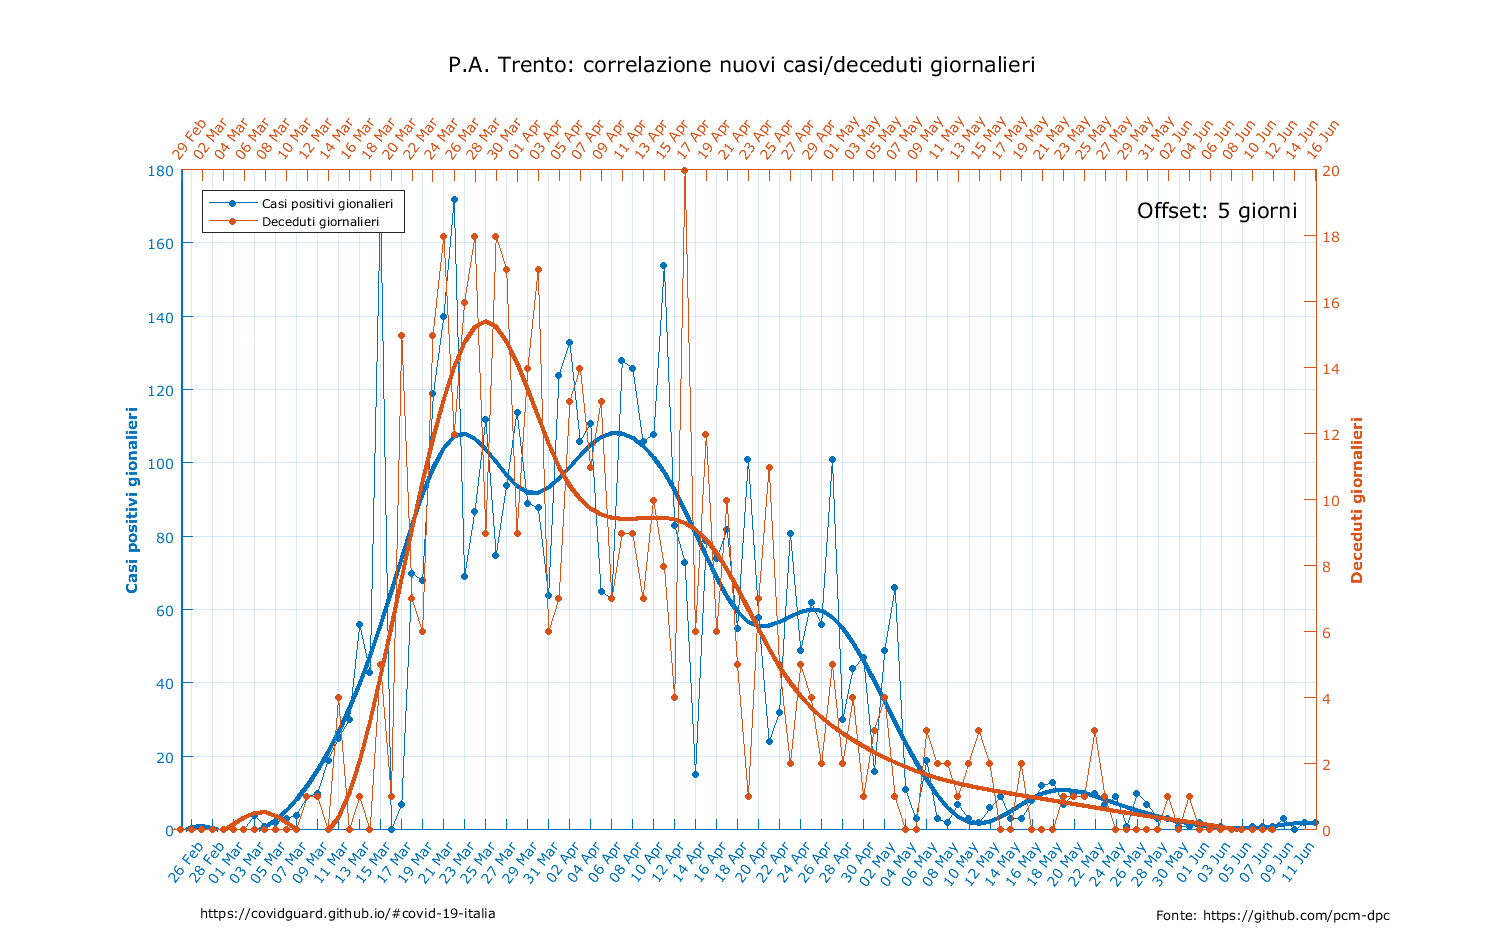 P.A. Trento: correlazione nuovi casi/deceduti giornalieri
29 Feb
02 Mar
04 Mar
06 Mar
08 Mar
10 Mar
12 Mar
14 Mar
16 Mar
18 Mar
20 Mar
22 Mar
24 Mar
26 Mar
28 Mar
30 Mar
01 Apr
03 Apr
05 Apr
07 Apr
09 Apr
11 Apr
13 Apr
15 Apr
17 Apr
19 Apr
21 Apr
23 Apr
25 Apr
27 Apr
29 Apr
01 May
03 May
05 May
07 May
09 May
11 May
13 May
15 May
17 May
19 May
21 May
23 May
25 May
27 May
29 May
31 May
02 Jun
04 Jun
06 Jun
08 Jun
10 Jun
12 Jun
14 Jun
16 Jun
Casi positivi gionalieri
Deceduti giornalieri
Offset: 5 giorni
180
160
140
120
100
80
60
40
20
0
Casi positivi gionalieri
20
18
16
14
12
10
8
6
4
2
0
Deceduti giornalieri
26 Feb
28 Feb
01 Mar
03 Mar
05 Mar
07 Mar
09 Mar
11 Mar
13 Mar
15 Mar
17 Mar
19 Mar
21 Mar
23 Mar
25 Mar
27 Mar
29 Mar
31 Mar
02 Apr
04 Apr
06 Apr
08 Apr
10 Apr
12 Apr
14 Apr
16 Apr
18 Apr
20 Apr
22 Apr
24 Apr
26 Apr
28 Apr
30 Apr
02 May
04 May
06 May
08 May
10 May
12 May
14 May
16 May
18 May
20 May
22 May
24 May
26 May
28 May
30 May
01 Jun
03 Jun
05 Jun
07 Jun
09 Jun
11 Jun
https://covidguard.github.io/#covid-19-italia
Fonte: https://github.com/pcm-dpc